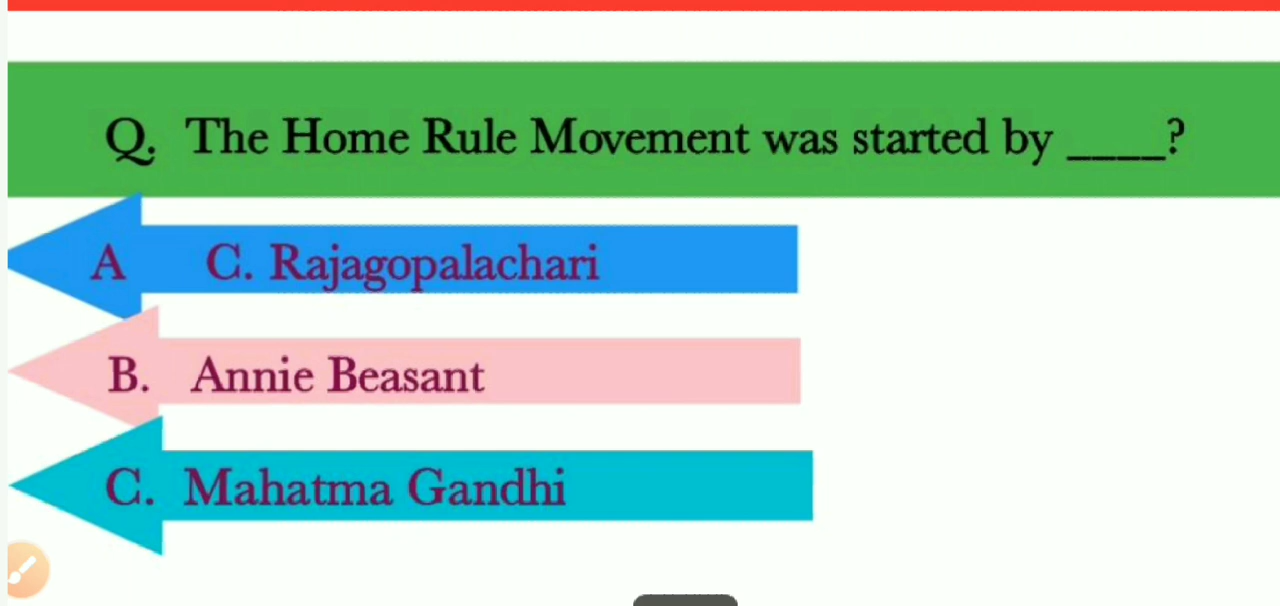 Q. The Home Rule Movement was started by ____?
A C. Rajagopalachari
B. Annie Beasant
C. Mahatma Gandhi